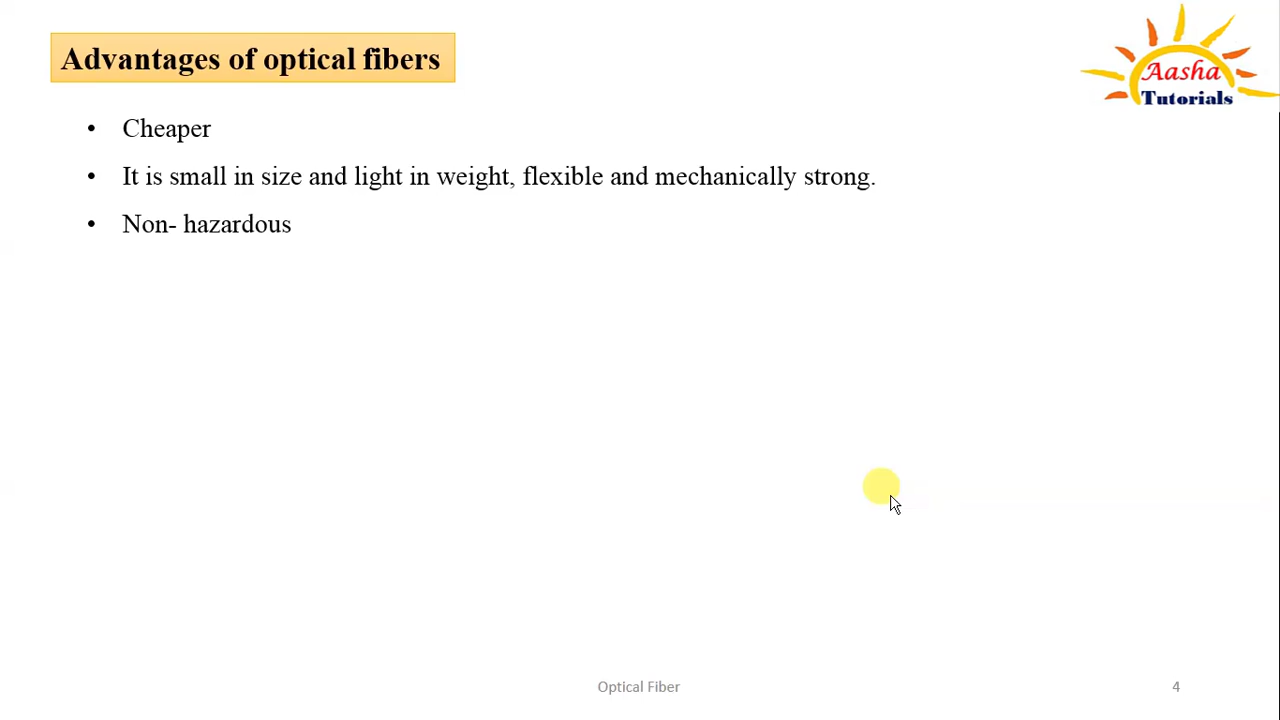 Advantages of optical fibers
Aasha
Tutorials
• Cheaper
• It is small in size and light in weight, flexible and mechanically strong.
• Non- hazardous
Optical Fiber
4